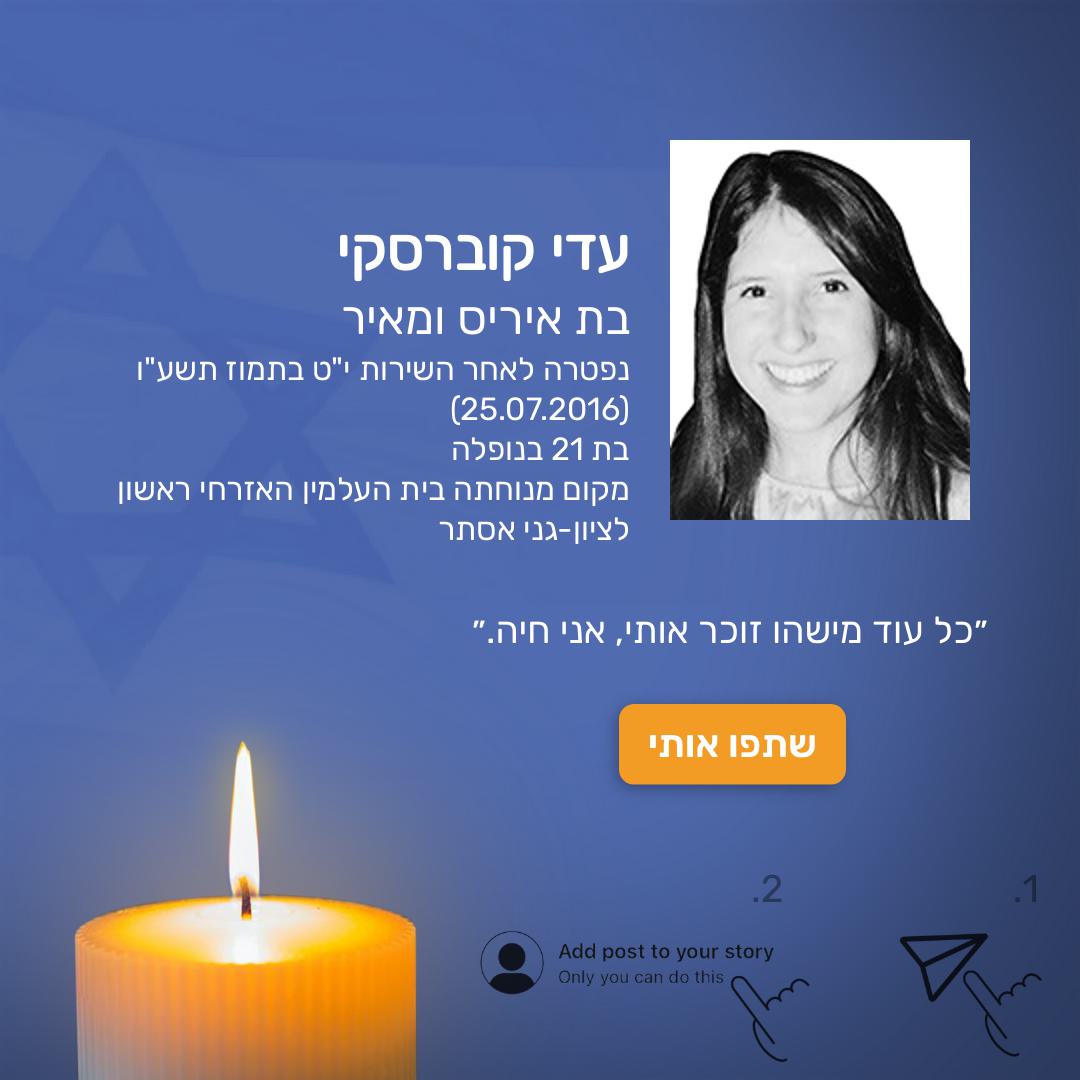 עדי קוברסקי
בת איריס ומאיר
נפטרה לאחר השירות י"ט בתמוז תשע"ו
(25.07.2016)
בת 21 בנופלה
מקום מנוחתה בית העלמין האזרחי ראשון
לציון-גני אסתר
״כל עוד מישהו זוכר אותי, אני חיה.״
שתפו אותי
1.
2.
Add post to your story
Only you can do this